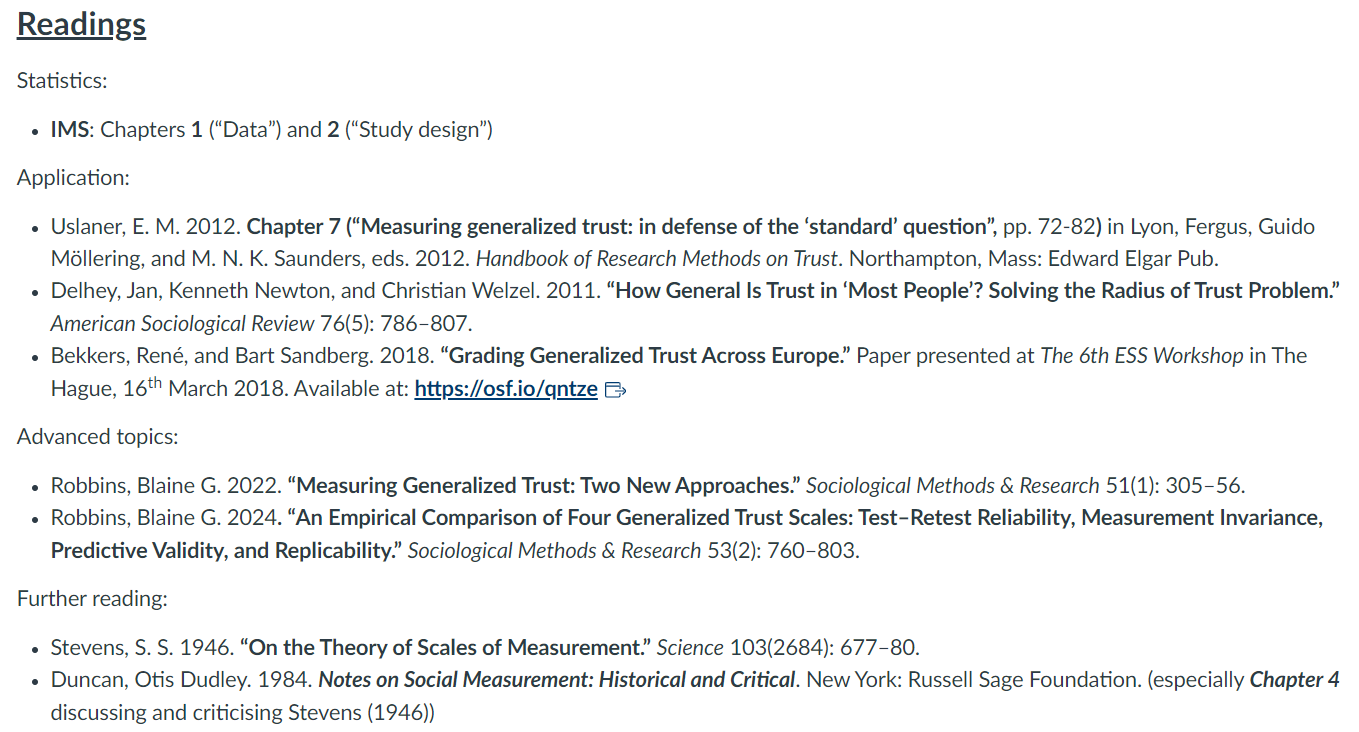 Readings
Statistics:
• IMS: Chapters 1 (“Data”) and 2 (“Study design”)
Application:
• Uslaner, E. M. 2012. Chapter 7 (“Measuring generalized trust: in defense of the ‘standard’ question”, pp. 72-82) in Lyon, Fergus, Guido
Möllering, and M. N. K. Saunders, eds. 2012. Handbook of Research Methods on Trust. Northampton, Mass: Edward Elgar Pub.
• Delhey, Jan, Kenneth Newton, and Christian Welzel. 2011. “How General Is Trust in ‘Most People’? Solving the Radius of Trust Problem.”
American Sociological Review 76(5): 786–807.
• Bekkers, René, and Bart Sandberg. 2018. “Grading Generalized Trust Across Europe.” Paper presented at The 6th ESS Workshop in The
Hague, 16th March 2018. Available at: https://osf.io/qntze
Advanced topics:
• Robbins, Blaine G. 2022. “Measuring Generalized Trust: Two New Approaches.” Sociological Methods & Research 51(1): 305–56.
• Robbins, Blaine G. 2024. “An Empirical Comparison of Four Generalized Trust Scales: Test–Retest Reliability, Measurement Invariance,
Predictive Validity, and Replicability.” Sociological Methods & Research 53(2): 760–803.
Further reading:
• Stevens, S. S. 1946. “On the Theory of Scales of Measurement.” Science 103(2684): 677–80.
• Duncan, Otis Dudley. 1984. Notes on Social Measurement: Historical and Critical. New York: Russell Sage Foundation. (especially Chapter 4
discussing and criticising Stevens (1946))